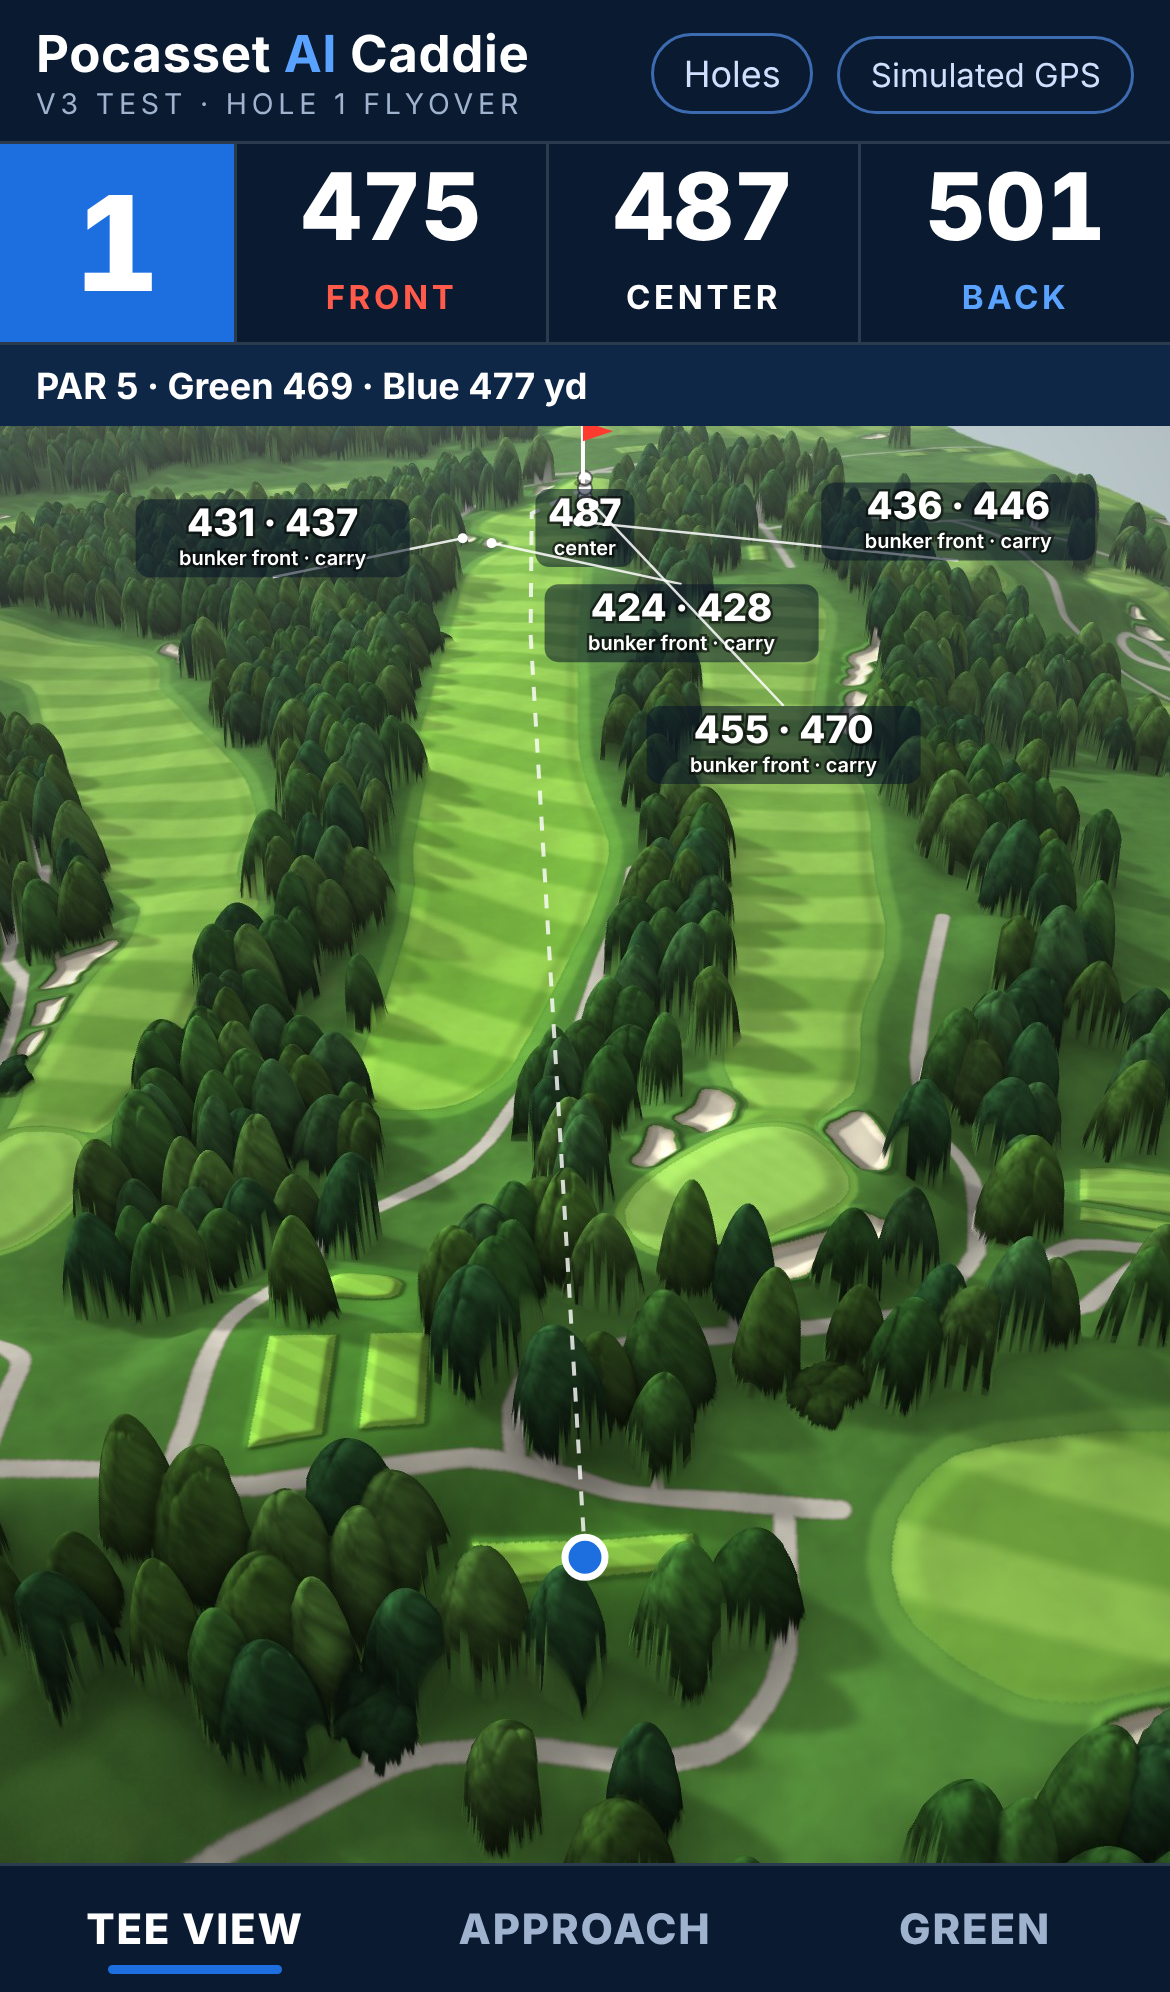 Pocasset AI Caddie
V3 TEST · HOLE 1 FLYOVER
Holes
Simulated GPS
1
475
FRONT
487
CENTER
501
BACK
PAR 5 · Green 469 · Blue 477 yd
431 · 437
bunker front · carry
487
center
436 · 446
bunker front · carry
424 · 428
bunker front · carry
455 · 470
bunker front · carry
TEE VIEW
APPROACH
GREEN